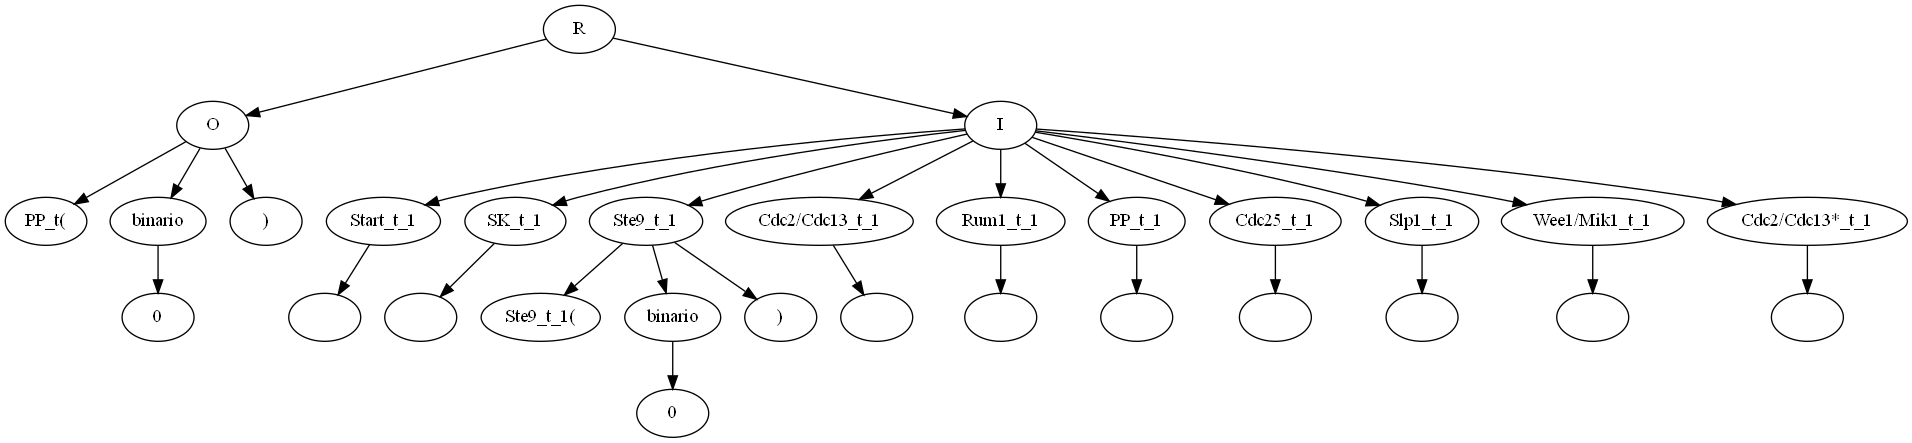 R
O
I
PP_t(
binario
)
Start_t_1
SK_t_1
Ste9_t_1
Cdc2/Cdc13_t_1
Rum1_t_1
PP_t_1
Cdc25_t_1
Slp1_t_1
Wee1/Mik1_t_1
Cdc2/Cdc13*_t_1
0
Ste9_t_1(
binario
)
0